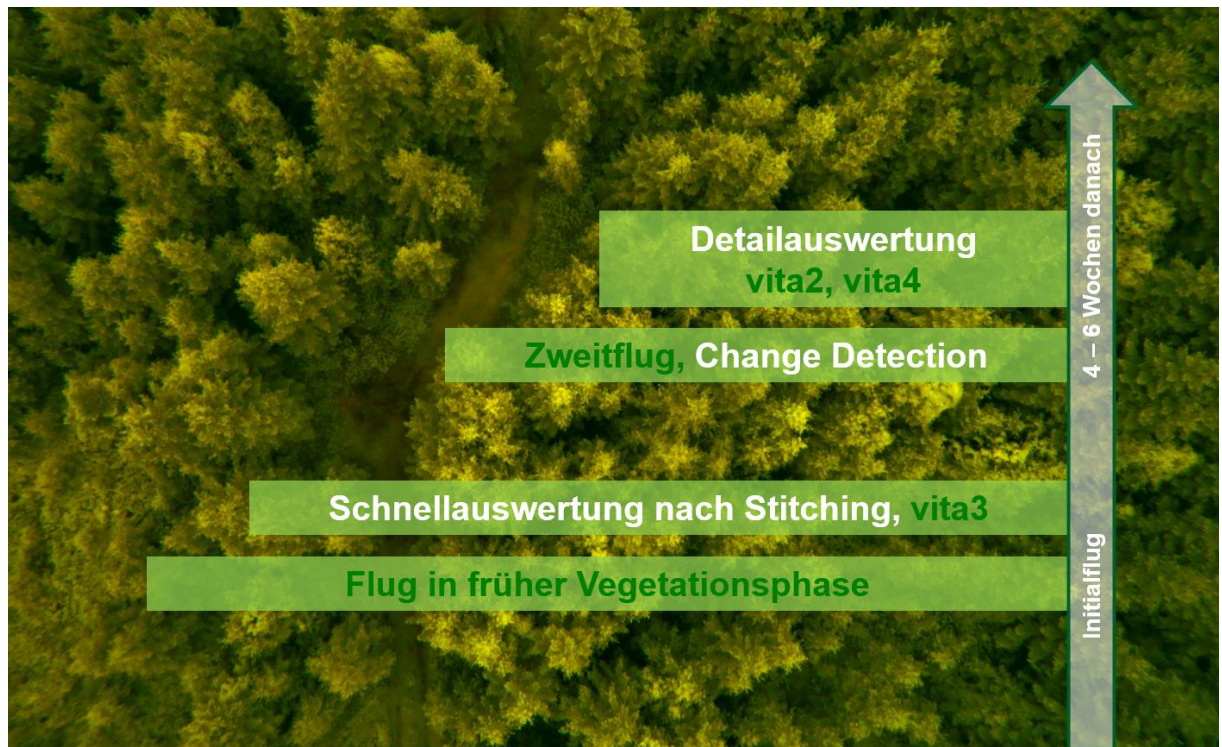 Detailauswertung
vita2, vita4
Zweitflug, Change Detection
Schnellauswertung nach Stitching, vita3
Flug in früher Vegetationsphase
4 – 6 Wochen danach
Initialflug